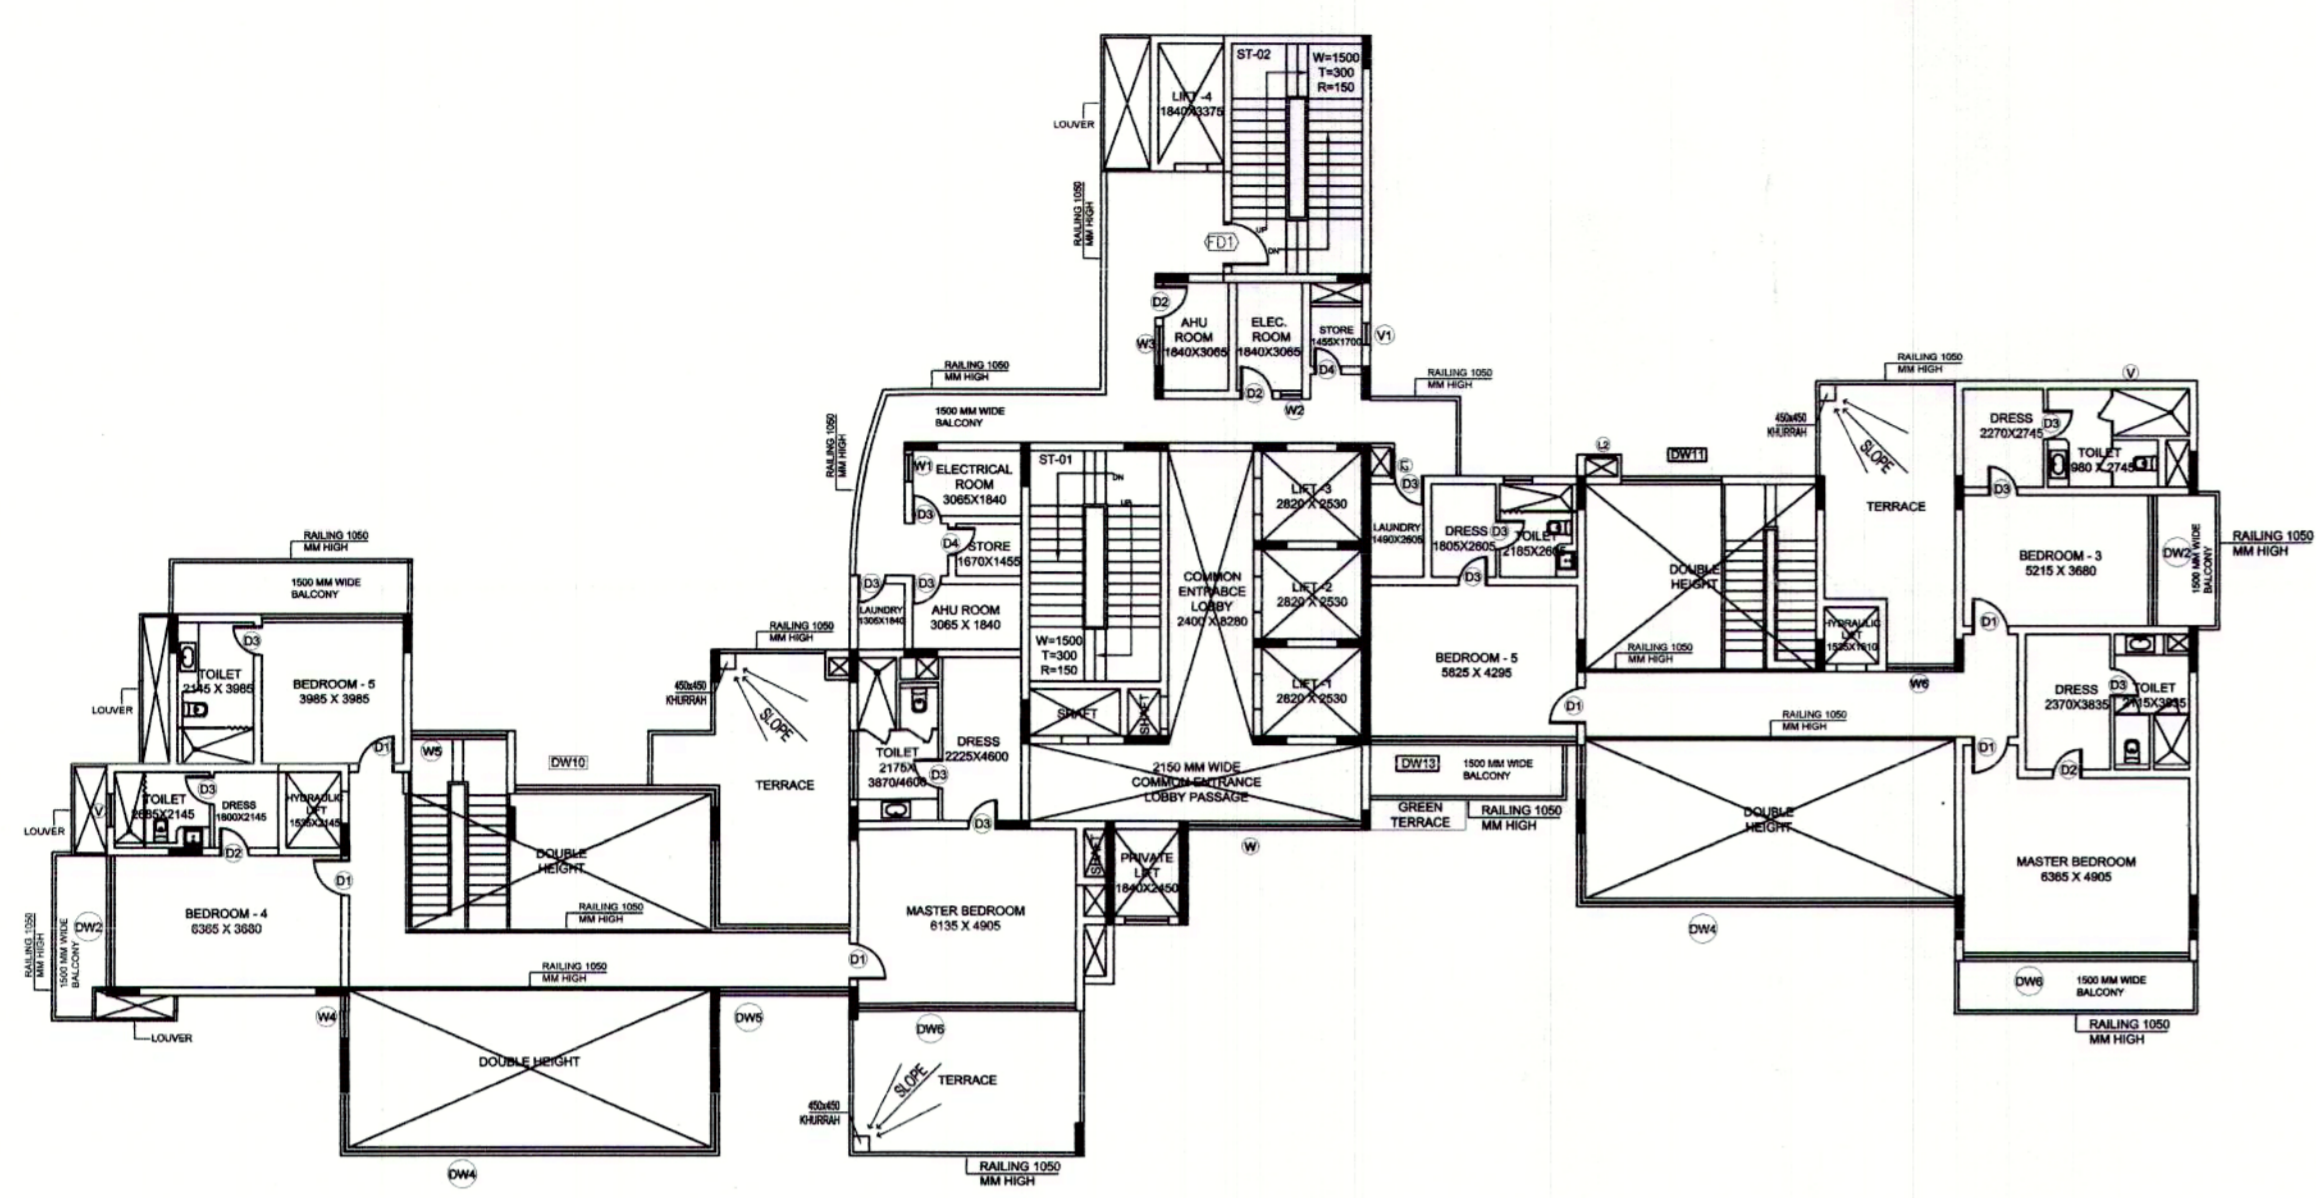 ST-02
W=1500
T=300
R=150
LIFT -4
1840X3375
LOUVER
RAILING 1050
MM HIGH
FD1
UP
DN
D2
AHU
ROOM
1840X3065
W3
ELEC.
ROOM
1840X3065
D2
STORE
1455X1700
V1
D4
W2
RAILING 1050
MM HIGH
RAILING 1050
MM HIGH
1500 MM WIDE
BALCONY
RAILING 1050
MM HIGH
W1
ELECTRICAL
ROOM
3065X1840
D3
D4
STORE
1670X1455
D3
D3
LAUNDRY
1305X1840
AHU ROOM
3065 X 1840
ST-01
DN
UP
W=1500
T=300
R=150
SHAFT
SHAFT
COMMON
ENTRABCE
LOBBY
2400 X 8280
LIFT -3
2820 X 2530
LIFT -2
2820 X 2530
LIFT -1
2820 X 2530
2150 MM WIDE
COMMON ENTRANCE
LOBBY PASSAGE
D3
LAUNDRY
1490X2605
DRESS
1805X2605
D3
TOILET
2185X2605
D3
BEDROOM - 5
5825 X 4295
D1
DW13
1500 MM WIDE
BALCONY
GREEN
TERRACE
RAILING 1050
MM HIGH
L2
DW11
DOUBLE
HEIGHT
RAILING 1050
MM HIGH
450x450
KHURRAH
SLOPE
TERRACE
RAILING 1050
MM HIGH
HYDRAULIC
LIFT
1535X1910
W6
V
DRESS
2270X2745
D3
TOILET
980 X 2745
D3
BEDROOM - 3
5215 X 3680
DW2
1500 MM WIDE
BALCONY
RAILING 1050
MM HIGH
D1
DRESS
2370X3835
D3
TOILET
2115X3835
D2
D1
RAILING 1050
MM HIGH
DOUBLE
HEIGHT
DW4
MASTER BEDROOM
6365 X 4905
DW6
1500 MM WIDE
BALCONY
RAILING 1050
MM HIGH
RAILING 1050
MM HIGH
1500 MM WIDE
BALCONY
D3
TOILET
2145 X 3985
BEDROOM - 5
3985 X 3985
LOUVER
D1
W5
DW10
V
TOILET
2685X2145
D3
DRESS
1800X2145
HYDRAULIC
LIFT
1535X2145
LOUVER
D2
D1
BEDROOM - 4
6365 X 3680
DW2
1500 MM WIDE
BALCONY
RAILING 1050
MM HIGH
LOUVER
W4
DOUBLE
HEIGHT
RAILING 1050
MM HIGH
RAILING 1050
MM HIGH
DOUBLE HEIGHT
DW4
DW5
RAILING 1050
MM HIGH
450x450
KHURRAH
SLOPE
TERRACE
TOILET
2175X
3870/4600
D3
DRESS
2225X4600
D3
MASTER BEDROOM
6135 X 4905
D1
SHAFT
PRIVATE
LIFT
1840X2450
W
DW6
SLOPE
TERRACE
450x450
KHURRAH
RAILING 1050
MM HIGH